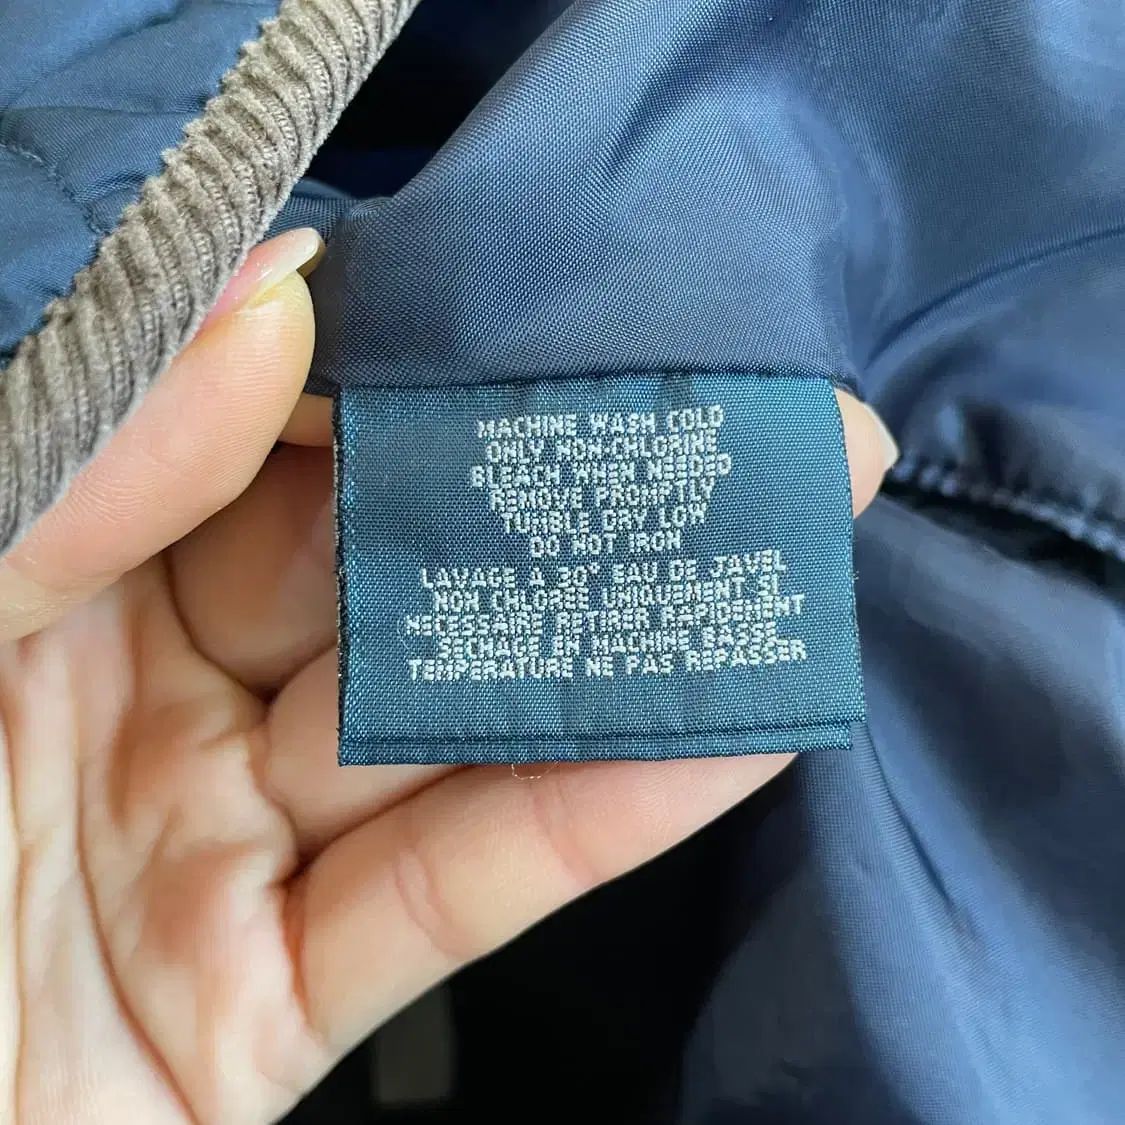 MACHINE WASH COLD
ONLY NON-CHLORINE
BLEACH WHEN NEEDED
REMOVE PROMPTLY
TUMBLE DRY LOW
DO NOT IRON
LAVAGE A 30° EAU DE JAVEL
NON CHLOREE UNIQUEMENT SI
NECESSAIRE RETIRER RAPIDEMENT
SECHAGE EN MACHINE BASSE
TEMPERATURE NE PAS REPASSER